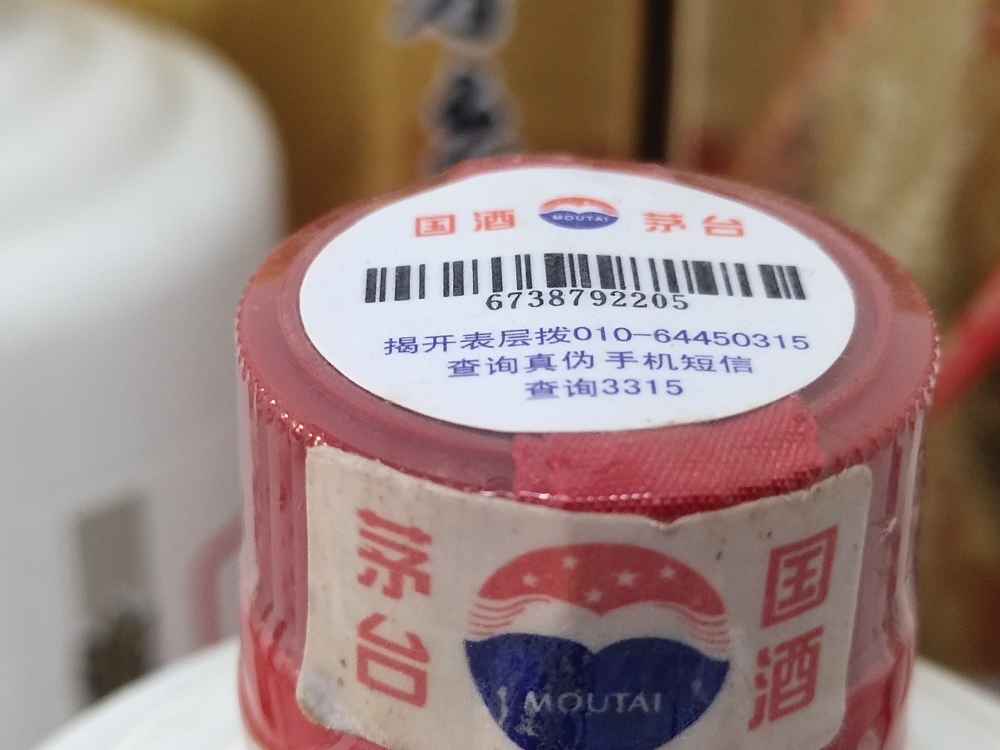 国酒 MOUTAI 茅台
6738792205
揭开表层拨010-64450315
查询真伪 手机短信
查询3315
茅台 MOUTAI 国酒